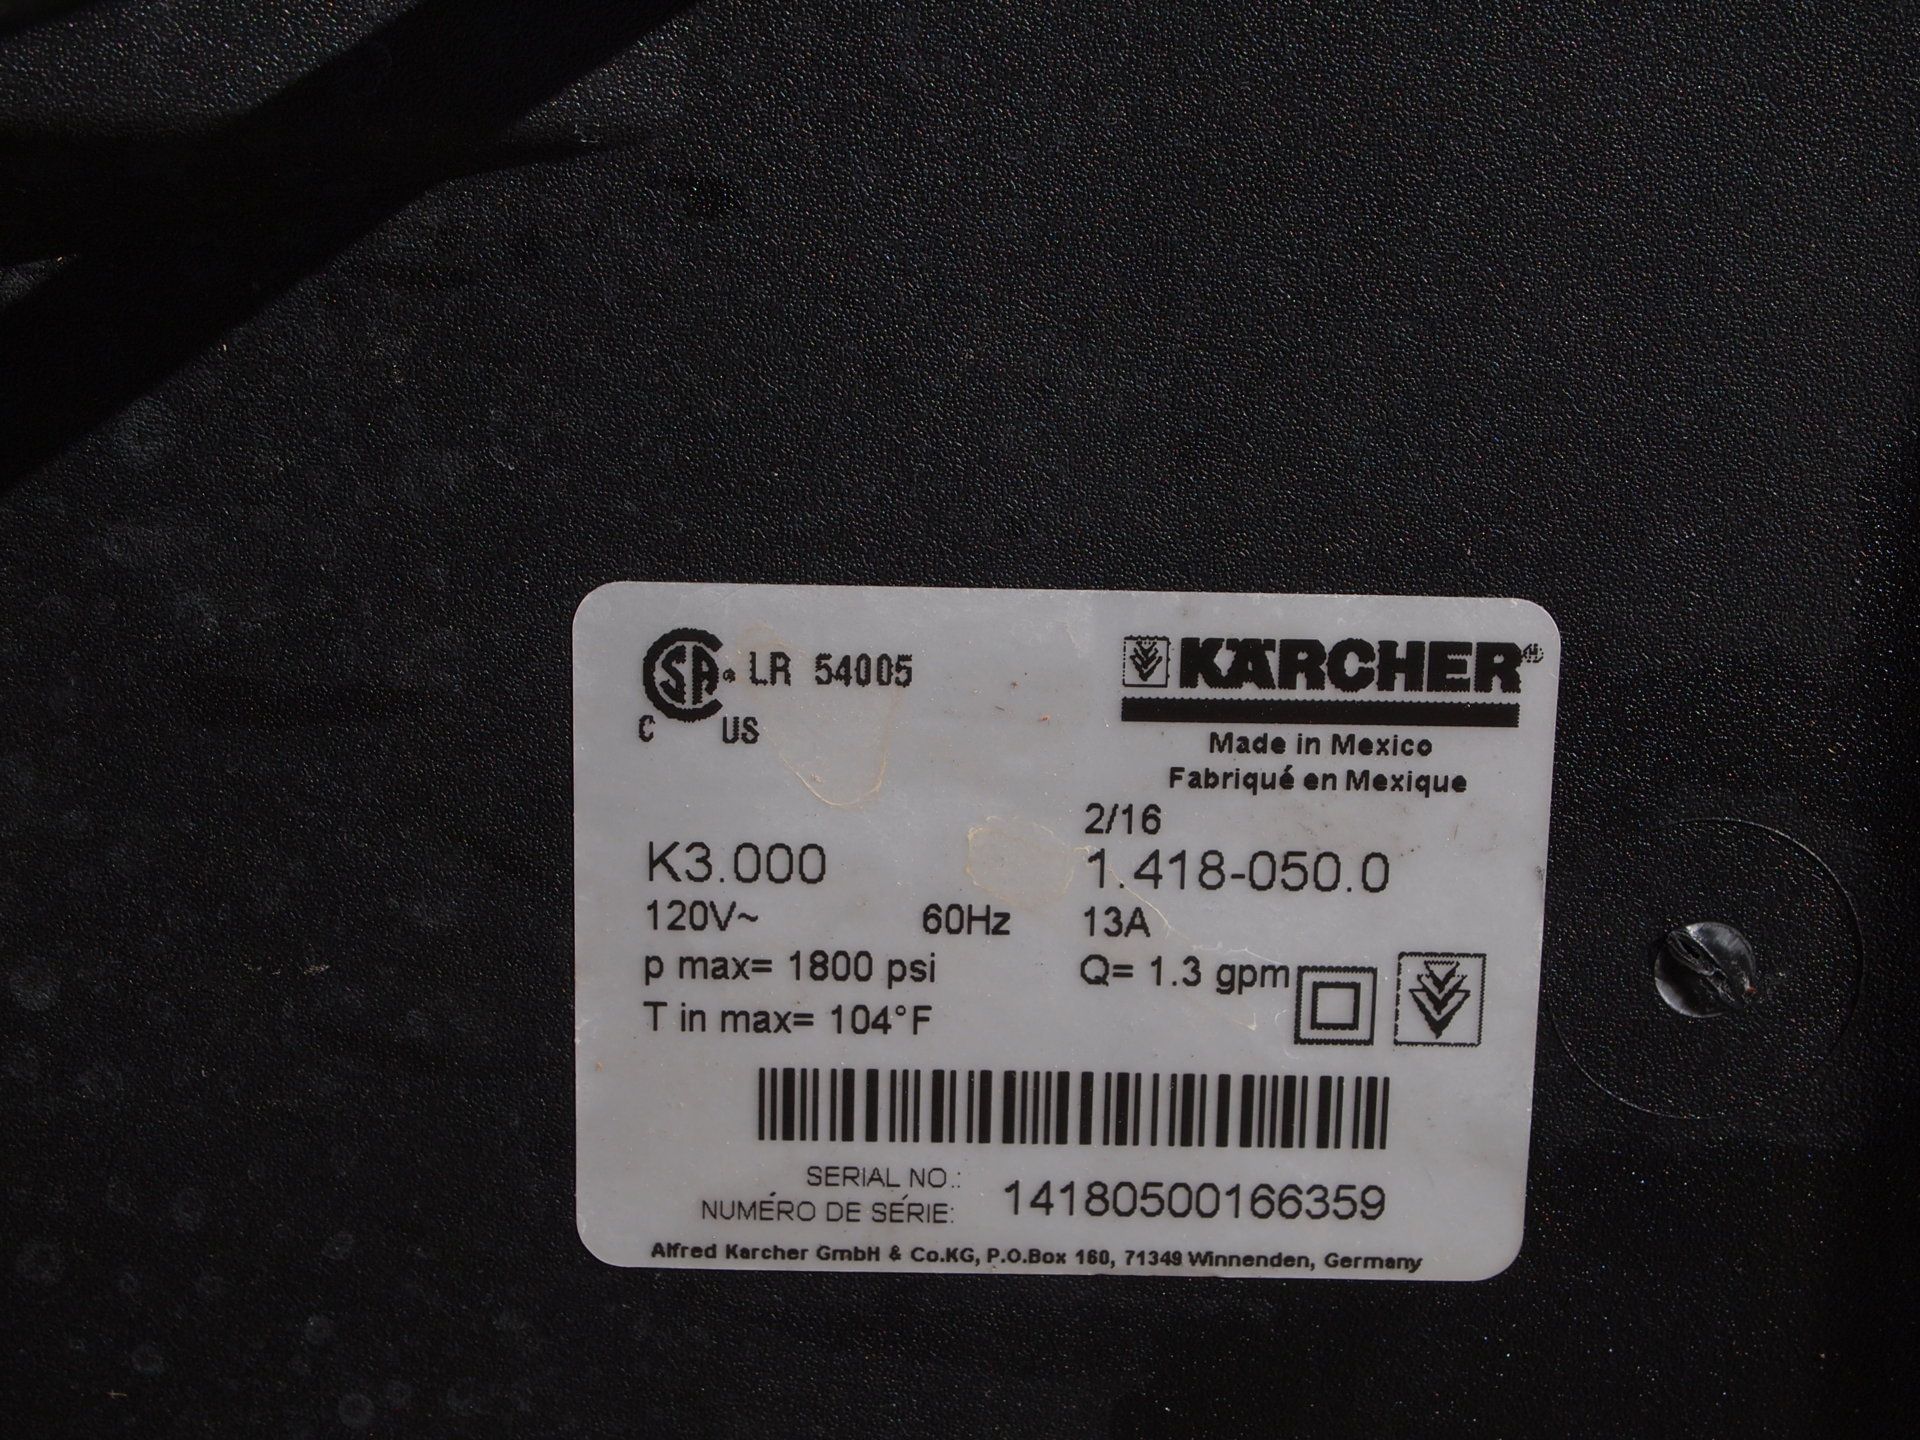 CSA® LR 54005
C US
KÄRCHER®
Made in Mexico
Fabriqué en Mexique
2/16
K3.000 1.418-050.0
120V~ 60Hz 13A
p max= 1800 psi Q= 1.3 gpm
T in max= 104°F
SERIAL NO.:
NUMÉRO DE SÉRIE: 14180500166359
Alfred Karcher GmbH & Co.KG, P.O.Box 160, 71349 Winnenden, Germany